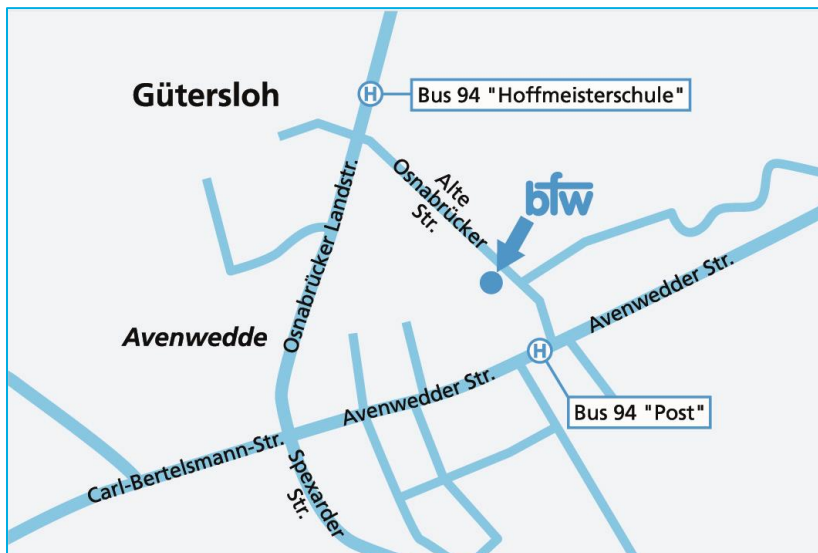 Gütersloh
Bus 94 "Hoffmeisterschule"
Alte
Osnabrücker
Str.
bfw
Osnabrücker Landstr.
Avenwedde
Avenwedder Str.
Avenwedder Str.
Bus 94 "Post"
Carl-Bertelsmann-Str.
Spexarder
Str.
H
H